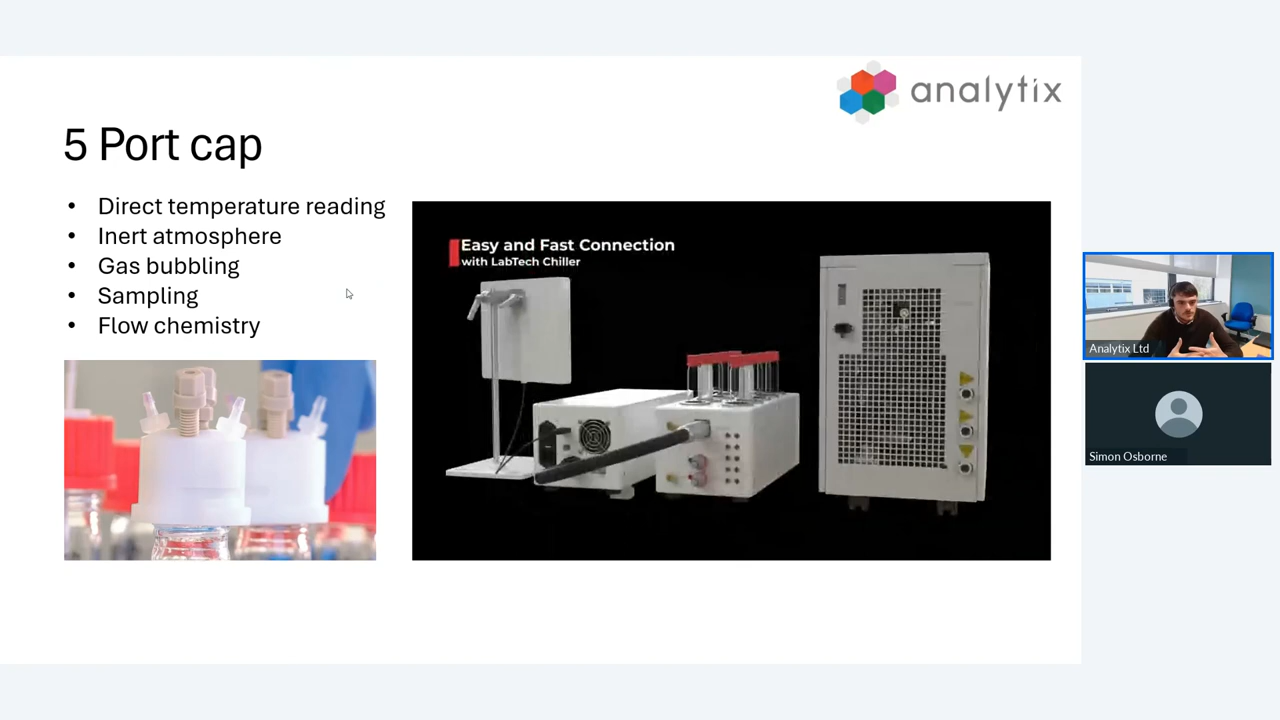 analytix
5 Port cap
• Direct temperature reading
• Inert atmosphere
• Gas bubbling
• Sampling
• Flow chemistry
Easy and Fast Connection
with LabTech Chiller
Analytix Ltd
Simon Osborne